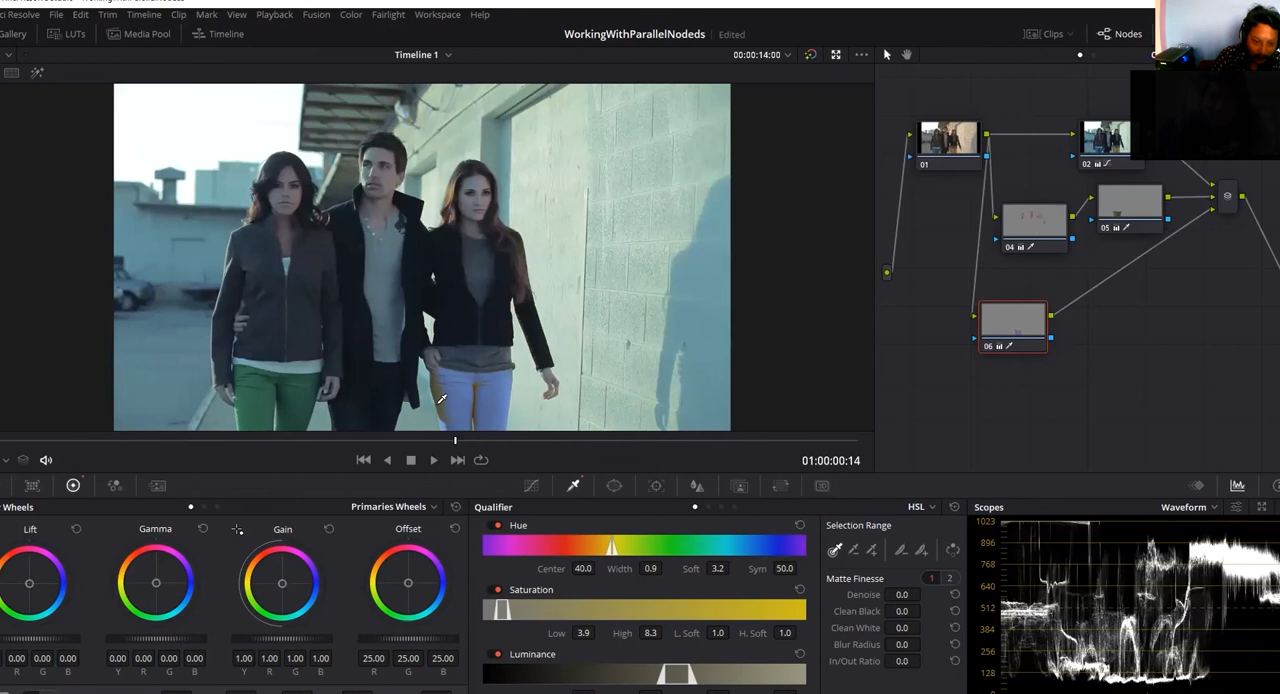 ci Resolve File Edit Trim Timeline Clip Mark View Playback Fusion Color Fairlight Workspace Help
Gallery LUTs Media Pool Timeline WorkingWithParallelNodeds Edited Clips Nodes
Timeline 1 00:00:14:00
01 02
04 05
06
01:00:00:14
Wheels Primaries Wheels Qualifier HSL Scopes Waveform
Lift Gamma Gain Offset Hue Selection Range
Center 40.0 Width 0.9 Soft 3.2 Sym 50.0
Matte Finesse 1 2
Saturation Denoise 0.0
Clean Black 0.0
Low 3.9 High 8.3 L. Soft 1.0 H. Soft 1.0 Clean White 0.0
Luminance Blur Radius 0.0
0.00 0.00 0.00 0.00 0.00 0.00 0.00 1.00 1.00 1.00 1.00 25.00 25.00 25.00 In/Out Ratio 0.0
R G B Y R G B Y R G B R G B
1023
896
768
640
512
384
256
128